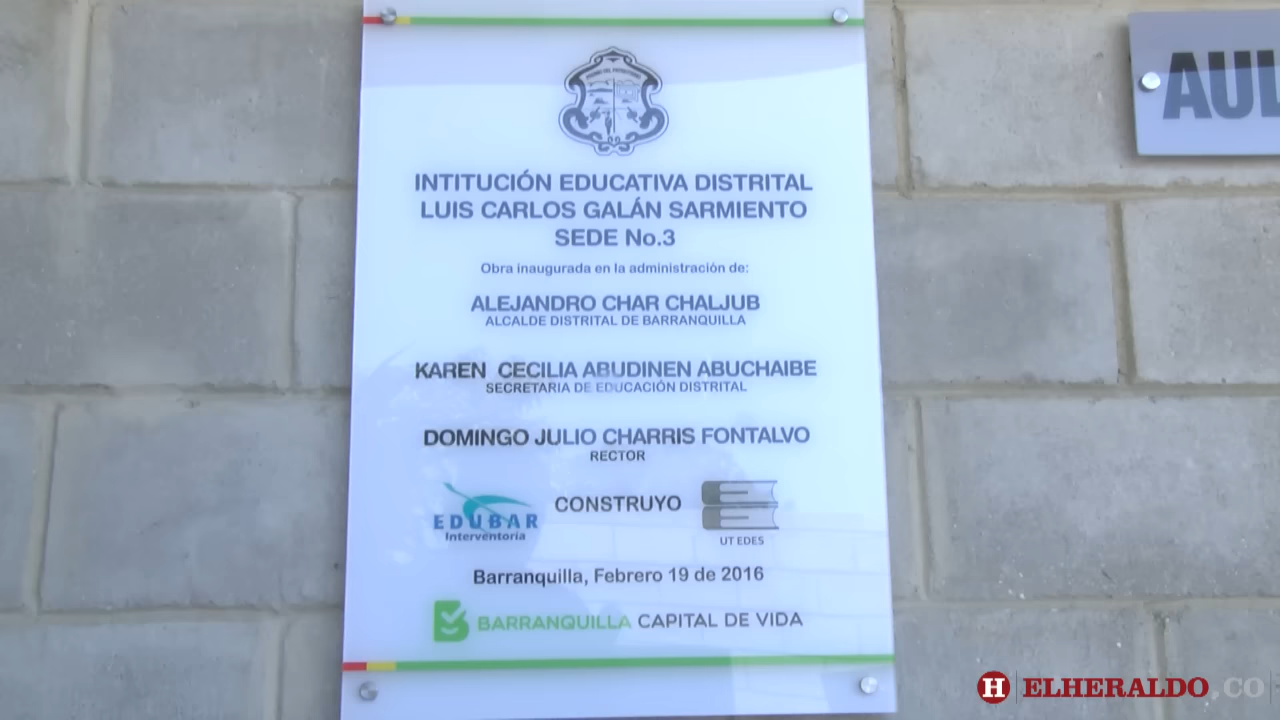 INTITUCIÓN EDUCATIVA DISTRITAL
LUIS CARLOS GALÁN SARMIENTO
SEDE No.3
Obra inaugurada en la administración de:
ALEJANDRO CHAR CHALJUB
ALCALDE DISTRITAL DE BARRANQUILLA
KAREN CECILIA ABUDINEN ABUCHAIBE
SECRETARIA DE EDUCACIÓN DISTRITAL
DOMINGO JULIO CHARRIS FONTALVO
RECTOR
EDUBAR
Interventoría
CONSTRUYO
UT EDES
Barranquilla, Febrero 19 de 2016
BARRANQUILLA CAPITAL DE VIDA
AUL
H ELHERALDO.CO